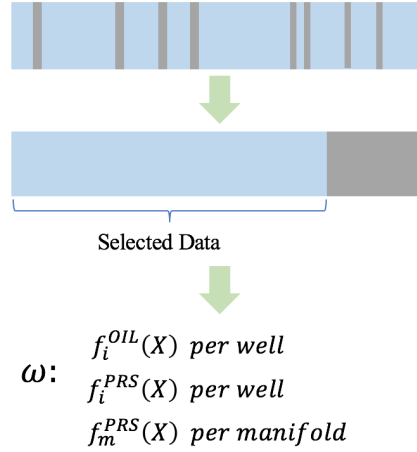 Selected Data
f_i^{OIL}(X) per well
ω: f_i^{PRS}(X) per well
f_m^{PRS}(X) per manifold